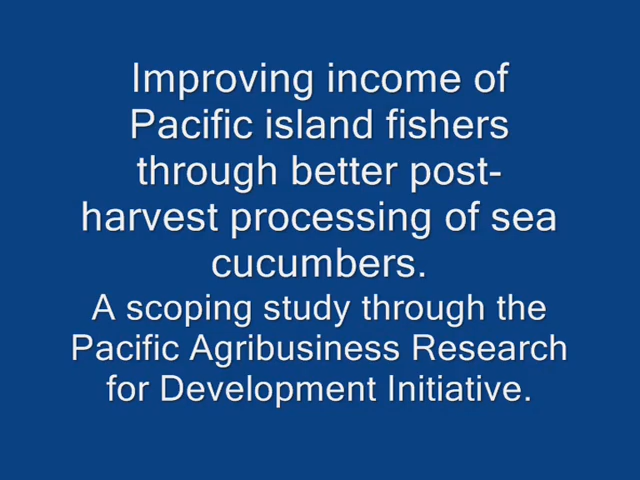 Improving income of
Pacific island fishers
through better post-
harvest processing of sea
cucumbers.
A scoping study through the
Pacific Agribusiness Research
for Development Initiative.